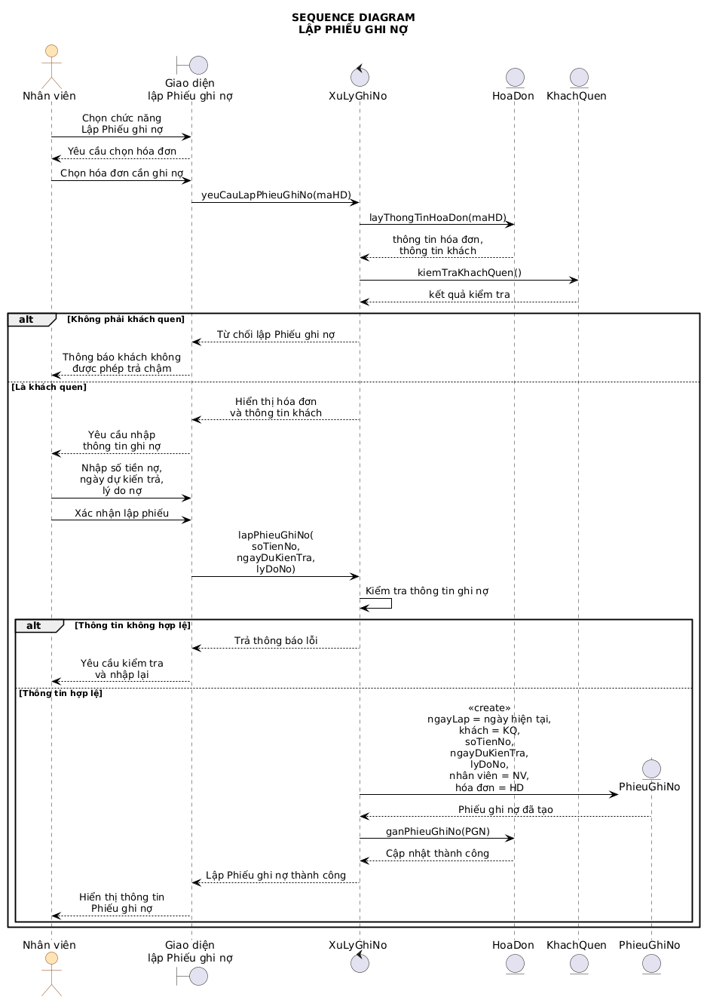 SEQUENCE DIAGRAM
LẬP PHIẾU GHI NỢ
Nhân viên
Giao diện
lập Phiếu ghi nợ
XuLyGhiNo
HoaDon
KhachQuen
Chọn chức năng
Lập Phiếu ghi nợ
Yêu cầu chọn hóa đơn
Chọn hóa đơn cần ghi nợ
yeuCauLapPhieuGhiNo(maHD)
layThongTinHoaDon(maHD)
thông tin hóa đơn,
thông tin khách
kiemTraKhachQuen()
kết quả kiểm tra
alt [Không phải khách quen]
Từ chối lập Phiếu ghi nợ
Thông báo khách không
được phép trả chậm
[Là khách quen]
Hiển thị hóa đơn
và thông tin khách
Yêu cầu nhập
thông tin ghi nợ
Nhập số tiền nợ,
ngày dự kiến trả,
lý do nợ
Xác nhận lập phiếu
lapPhieuGhiNo(
soTienNo,
ngayDuKienTra,
lyDoNo)
Kiểm tra thông tin ghi nợ
alt [Thông tin không hợp lệ]
Trả thông báo lỗi
Yêu cầu kiểm tra
và nhập lại
[Thông tin hợp lệ]
«create»
ngayLap = ngày hiện tại,
khách = KQ,
soTienNo,
ngayDuKienTra,
lyDoNo,
nhân viên = NV,
hóa đơn = HD
PhieuGhiNo
Phiếu ghi nợ đã tạo
ganPhieuGhiNo(PGN)
Cập nhật thành công
Lập Phiếu ghi nợ thành công
Hiển thị thông tin
Phiếu ghi nợ
Nhân viên
Giao diện
lập Phiếu ghi nợ
XuLyGhiNo
HoaDon
KhachQuen
PhieuGhiNo